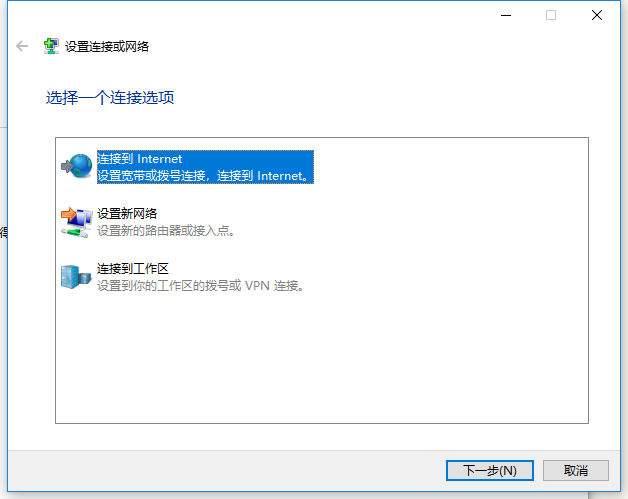 设置连接或网络
选择一个连接选项
连接到 Internet
设置宽带或拨号连接，连接到 Internet。
设置新网络
设置新的路由器或接入点。
连接到工作区
设置到你的工作区的拨号或 VPN 连接。
下一步(N)
取消